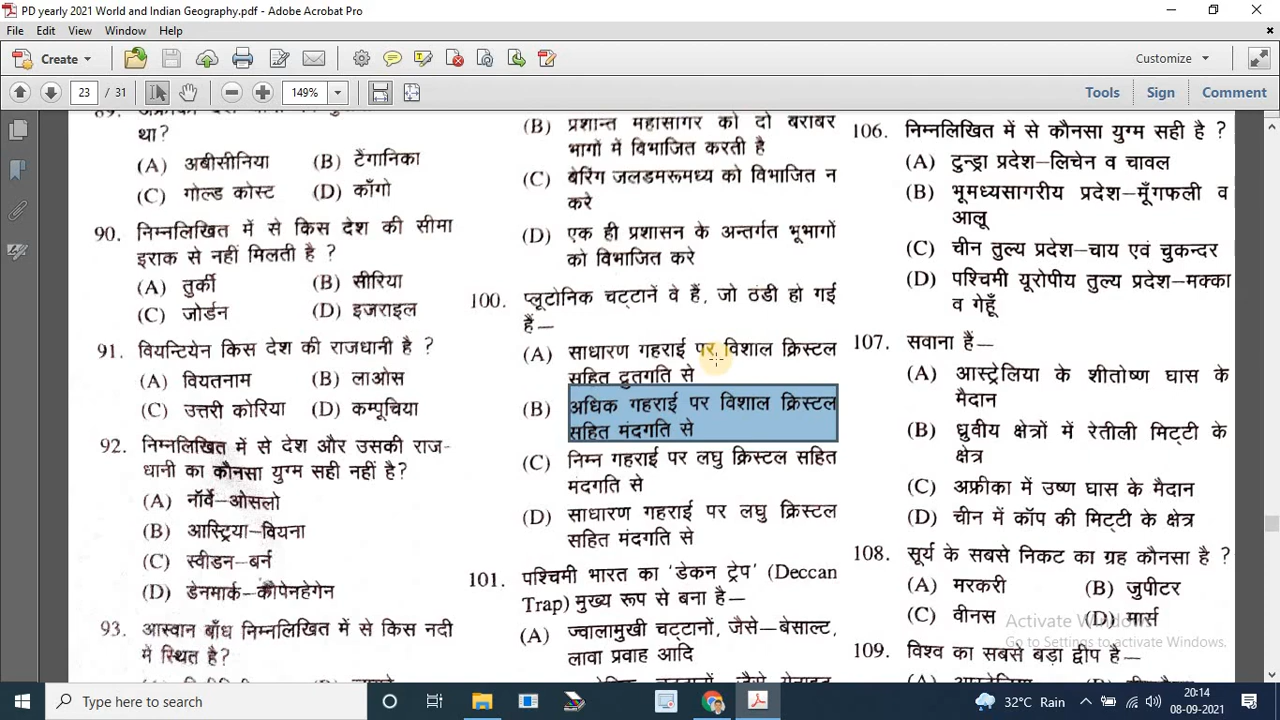 PD yearly 2021 World and Indian Geography.pdf - Adobe Acrobat Pro
File Edit View Window Help
Create
Customize
23 / 31
149%
Tools Sign Comment
था?
(A) अबीसीनिया (B) टैंगानिका
(C) गोल्ड कोस्ट (D) काँगो
90. निम्नलिखित में से किस देश की सीमा
इराक से नहीं मिलती है ?
(A) तुर्की (B) सीरिया
(C) जोर्डन (D) इजराइल
91. वियन्टियेन किस देश की राजधानी है ?
(A) वियतनाम (B) लाओस
(C) उत्तरी कोरिया (D) कम्पूचिया
92. निम्नलिखित में से देश और उसकी राज-
धानी का कौनसा युग्म सही नहीं है?
(A) नॉर्वे–ओसलो
(B) आस्ट्रिया–वियना
(C) स्वीडन–बर्न
(D) डेनमार्क–कोपेनहेगेन
93. आस्वान बाँध निम्नलिखित में से किस नदी
में स्थित है?
(B) प्रशान्त महासागर को दो बराबर
भागों में विभाजित करती है
(C) बेरिंग जलडमरूमध्य को विभाजित न
करे
(D) एक ही प्रशासन के अन्तर्गत भूभागों
को विभाजित करे
100. प्लूटोनिक चट्टानें वे हैं, जो ठंडी हो गई
हैं—
(A) साधारण गहराई पर विशाल क्रिस्टल
सहित द्रुतगति से
(B) अधिक गहराई पर विशाल क्रिस्टल
सहित मंदगति से
(C) निम्न गहराई पर लघु क्रिस्टल सहित
मंदगति से
(D) साधारण गहराई पर लघु क्रिस्टल
सहित मंदगति से
101. पश्चिमी भारत का 'डेकन ट्रेप' (Deccan
Trap) मुख्य रूप से बना है—
(A) ज्वालामुखी चट्टानों, जैसे—बेसाल्ट,
लावा प्रवाह आदि
106. निम्नलिखित में से कौनसा युग्म सही है ?
(A) टुन्ड्रा प्रदेश–लिचेन व चावल
(B) भूमध्यसागरीय प्रदेश–मूँगफली व
आलू
(C) चीन तुल्य प्रदेश–चाय एवं चुकन्दर
(D) पश्चिमी यूरोपीय तुल्य प्रदेश–मक्का
व गेहूँ
107. सवाना हैं—
(A) आस्ट्रेलिया के शीतोष्ण घास के
मैदान
(B) ध्रुवीय क्षेत्रों में रेतीली मिट्टी के
क्षेत्र
(C) अफ्रीका में उष्ण घास के मैदान
(D) चीन में कॉप की मिट्टी के क्षेत्र
108. सूर्य के सबसे निकट का ग्रह कौनसा है ?
(A) मरकरी (B) जुपीटर
(C) वीनस (D) मार्स
109. विश्व का सबसे बड़ा द्वीप है—
Activate Windows
Go to Settings to activate Windows.
Type here to search
32°C Rain
20:14
08-09-2021